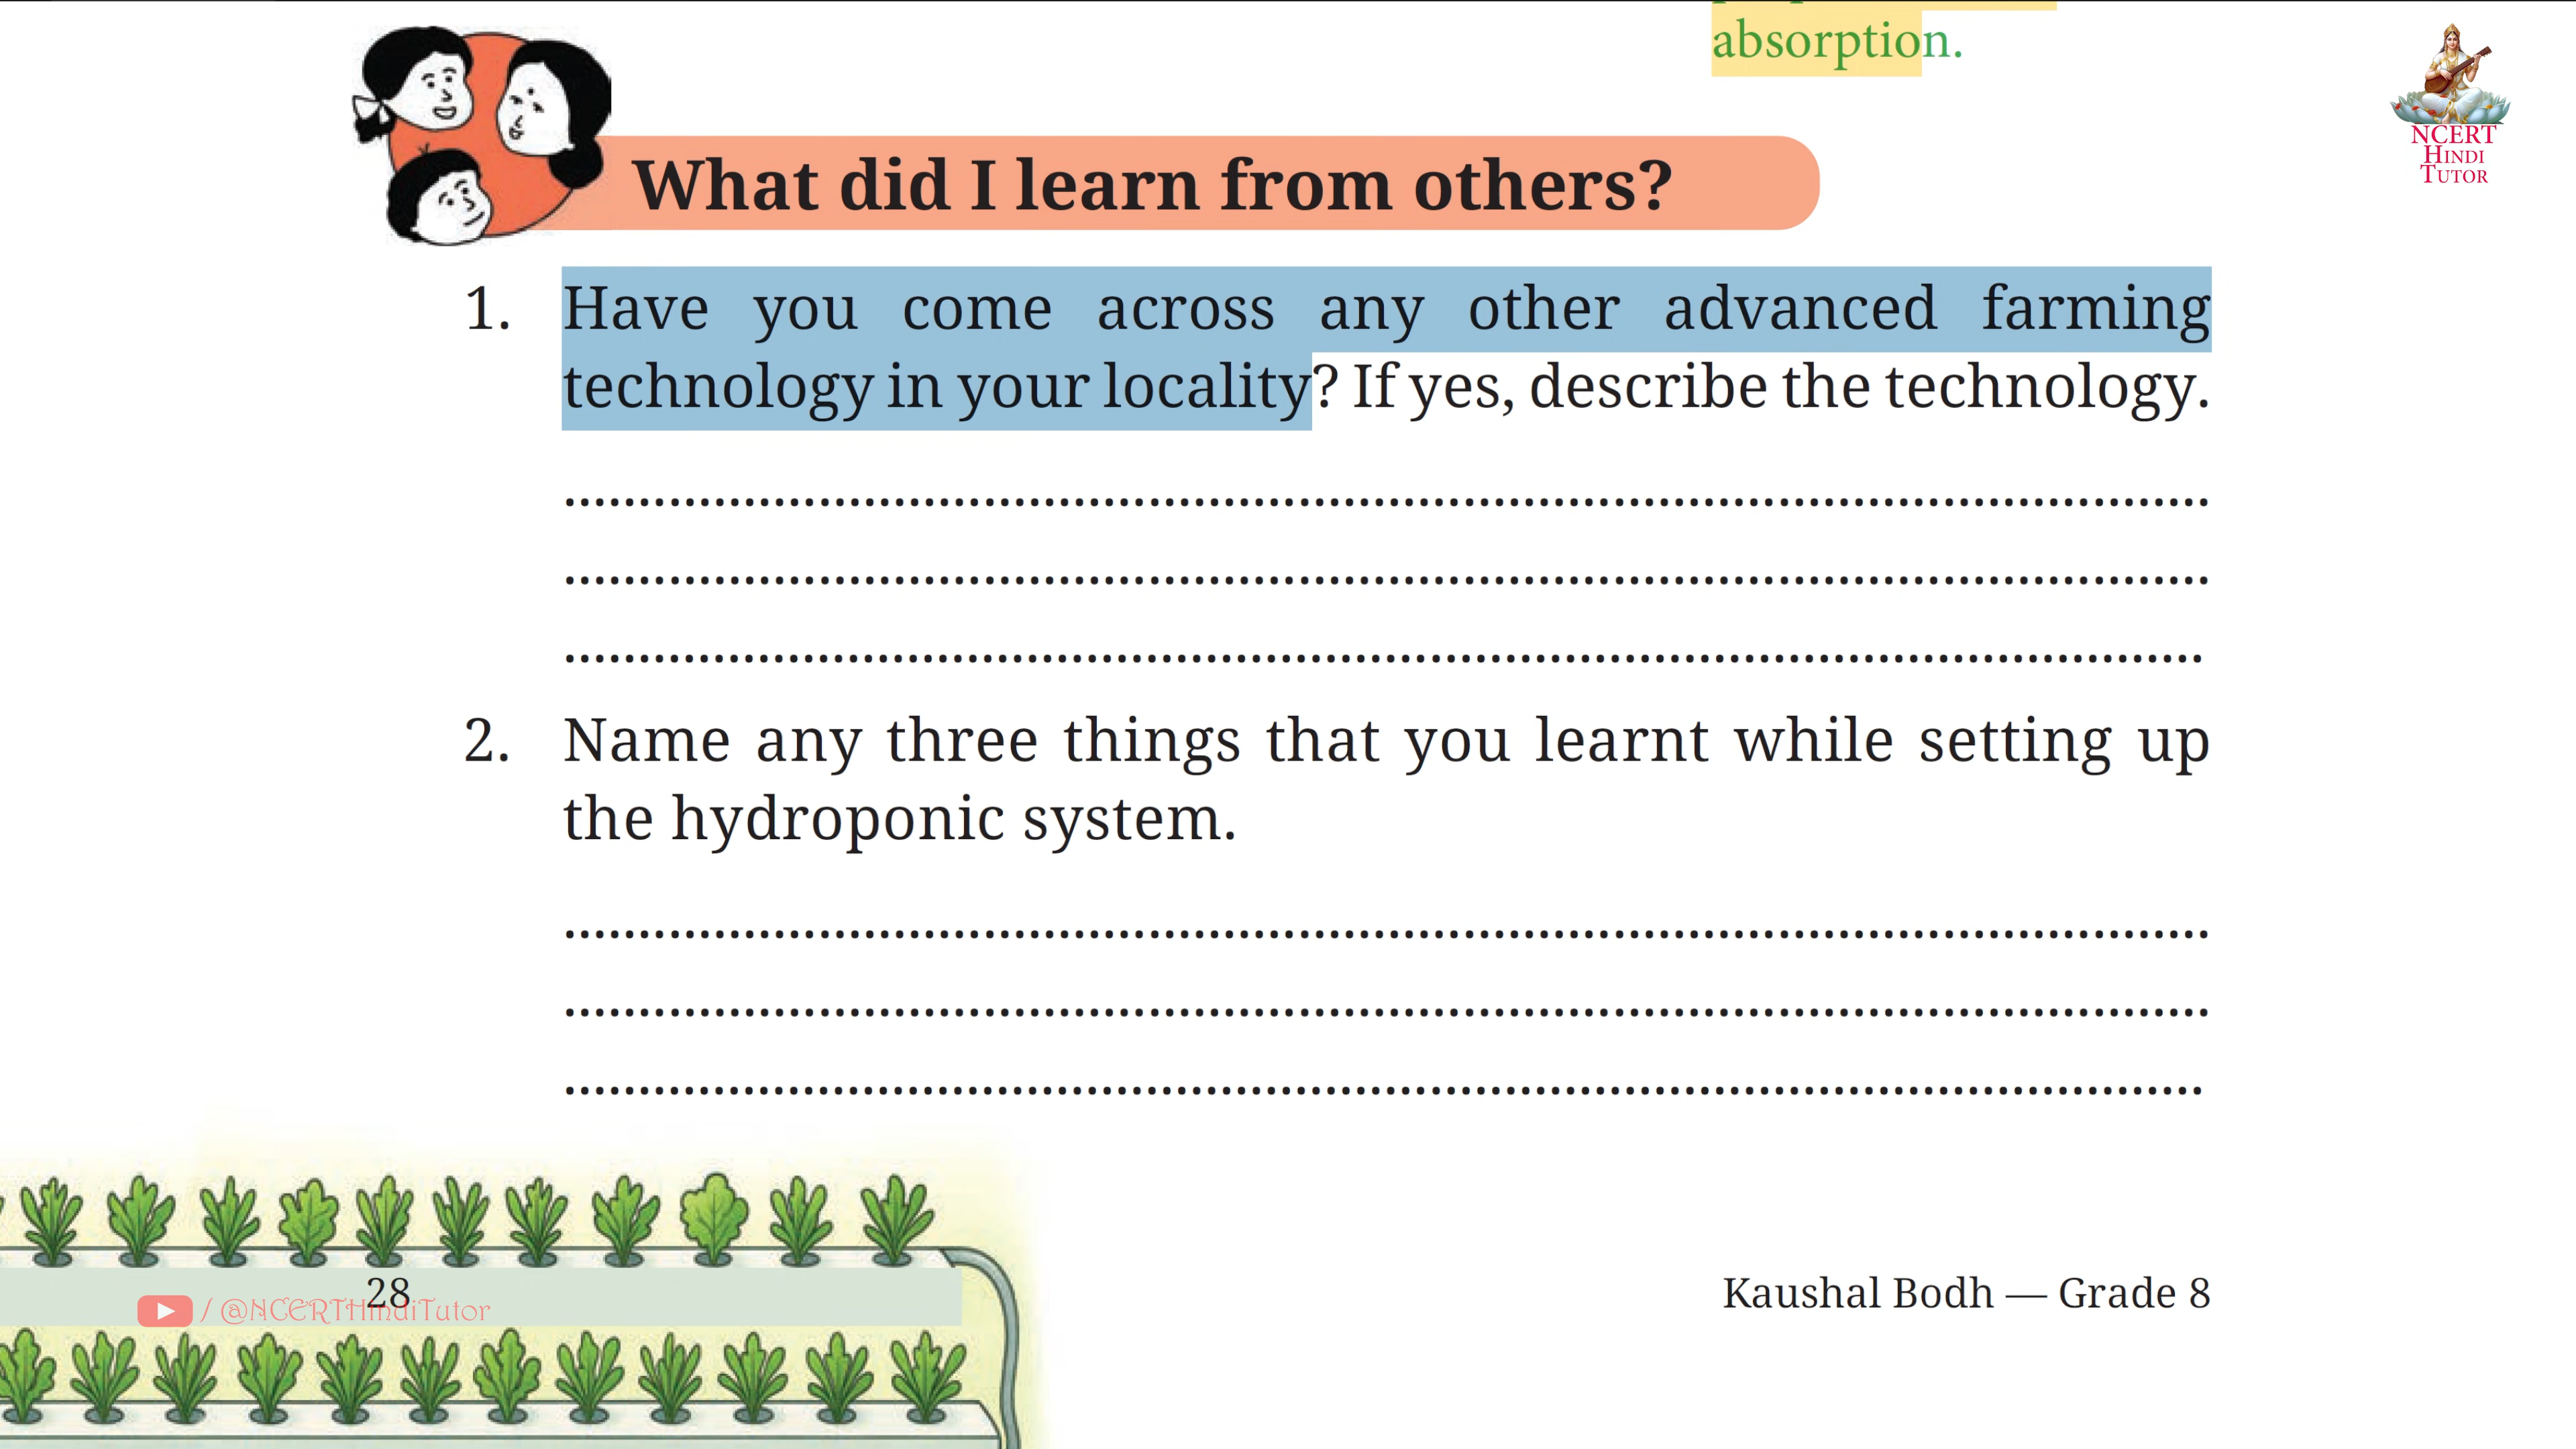 absorption.
NCERT
HINDI
TUTOR
What did I learn from others?
1. Have you come across any other advanced farming
technology in your locality? If yes, describe the technology.
2. Name any three things that you learnt while setting up
the hydroponic system.
28
/ @NCERTHindiTutor
Kaushal Bodh — Grade 8